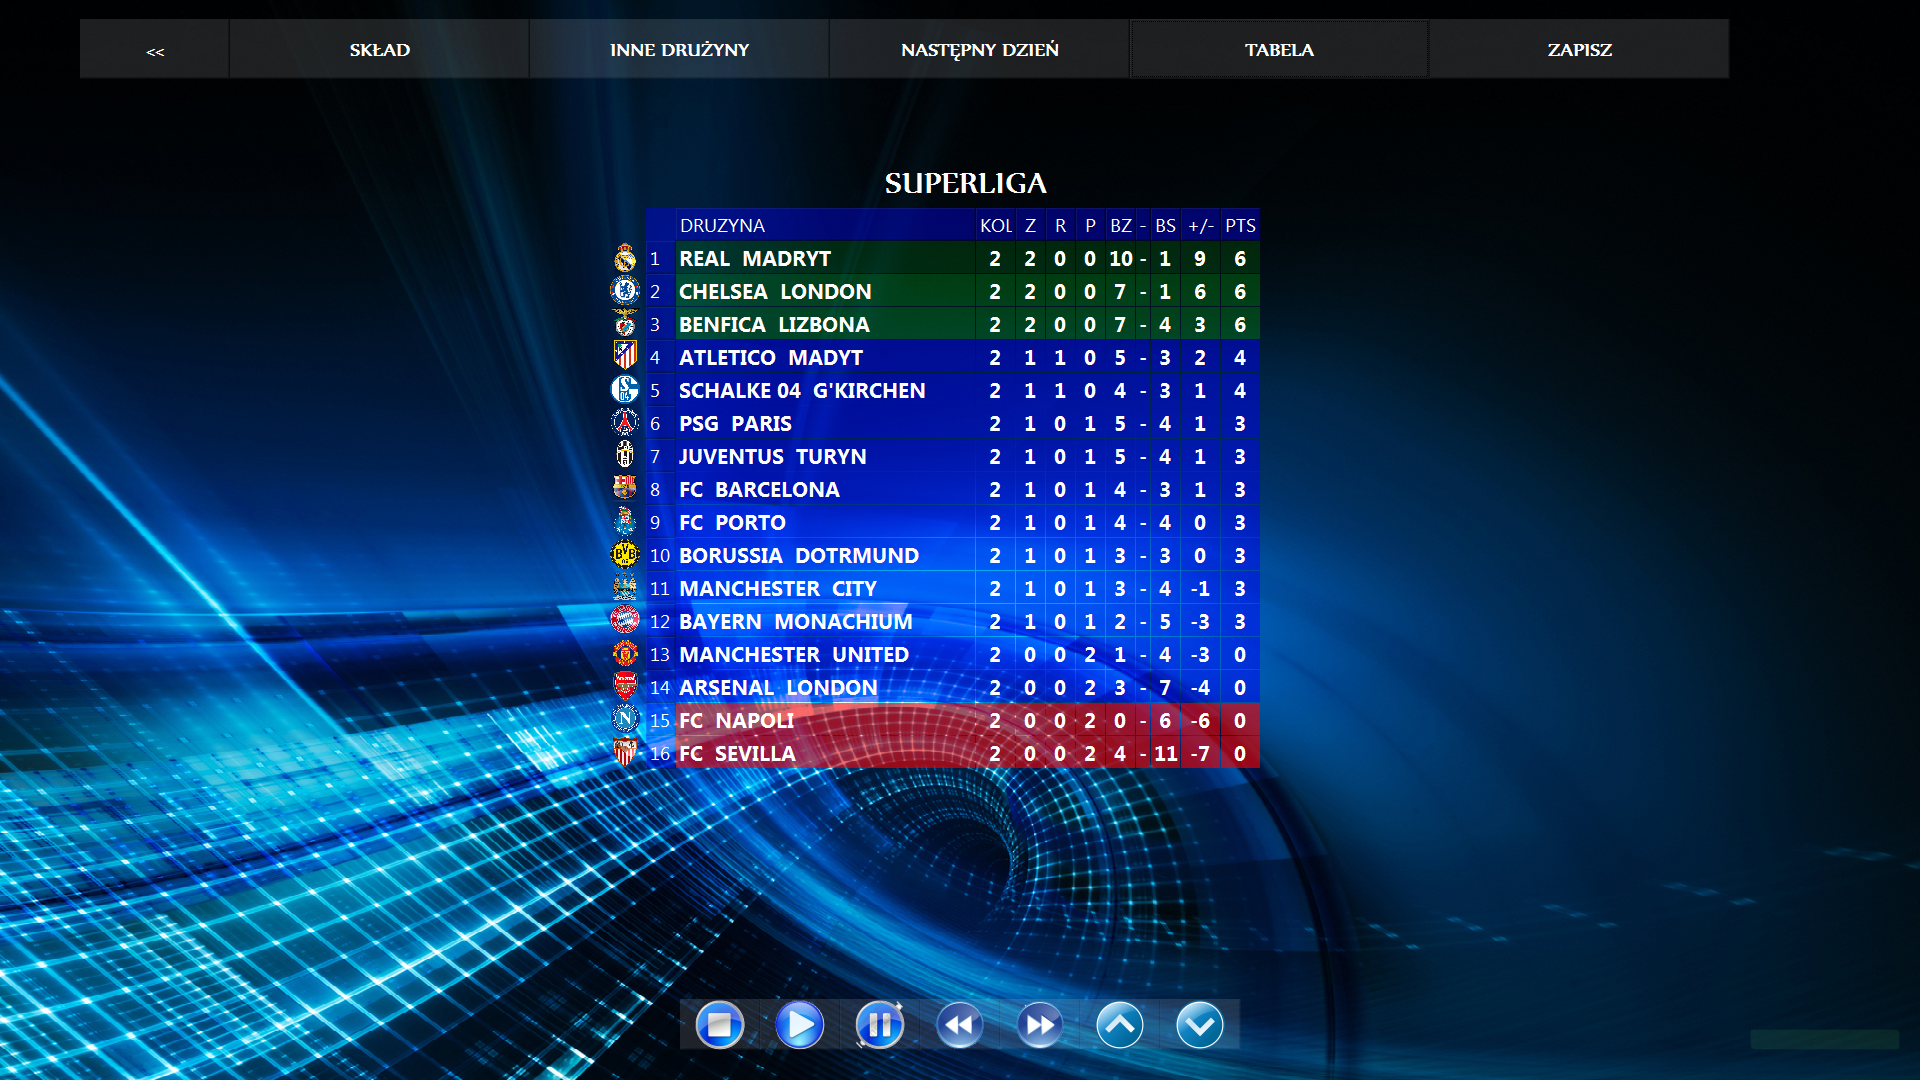 << SKŁAD INNE DRUŻYNY NASTĘPNY DZIEŃ TABELA ZAPISZ
SUPERLIGA
DRUZYNA KOL Z R P BZ - BS +/- PTS
1 REAL MADRYT 2 2 0 0 10 - 1 9 6
2 CHELSEA LONDON 2 2 0 0 7 - 1 6 6
3 BENFICA LIZBONA 2 2 0 0 7 - 4 3 6
4 ATLETICO MADYT 2 1 1 0 5 - 3 2 4
5 SCHALKE 04 G'KIRCHEN 2 1 1 0 4 - 3 1 4
6 PSG PARIS 2 1 0 1 5 - 4 1 3
7 JUVENTUS TURYN 2 1 0 1 5 - 4 1 3
8 FC BARCELONA 2 1 0 1 4 - 3 1 3
9 FC PORTO 2 1 0 1 4 - 4 0 3
10 BORUSSIA DOTRMUND 2 1 0 1 3 - 3 0 3
11 MANCHESTER CITY 2 1 0 1 3 - 4 -1 3
12 BAYERN MONACHIUM 2 1 0 1 2 - 5 -3 3
13 MANCHESTER UNITED 2 0 0 2 1 - 4 -3 0
14 ARSENAL LONDON 2 0 0 2 3 - 7 -4 0
15 FC NAPOLI 2 0 0 2 0 - 6 -6 0
16 FC SEVILLA 2 0 0 2 4 - 11 -7 0